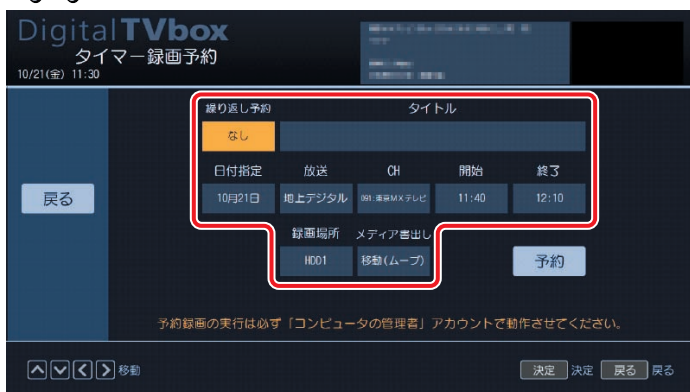 DigitalTVbox
タイマー録画予約
10/21(金) 11:30
繰り返し予約 タイトル
なし
日付指定 放送 CH 開始 終了
戻る 10月21日 地上デジタル 091:東京MXテレビ 11:40 12:10
録画場所 メディア書出し
HDD1 移動(ムーブ) 予約
予約録画の実行は必ず「コンピュータの管理者」アカウントで動作させてください。
移動 決定 決定 戻る 戻る